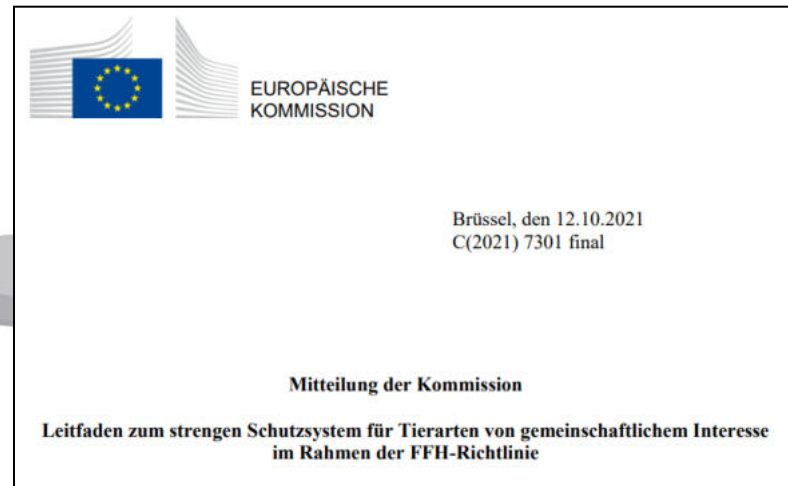 EUROPÄISCHE
KOMMISSION
Brüssel, den 12.10.2021
C(2021) 7301 final
Mitteilung der Kommission
Leitfaden zum strengen Schutzsystem für Tierarten von gemeinschaftlichem Interesse
im Rahmen der FFH-Richtlinie